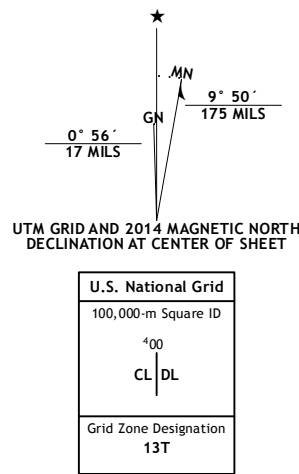 ★
MN
GN
9° 50´
175 MILS
0° 56´
17 MILS
UTM GRID AND 2014 MAGNETIC NORTH
DECLINATION AT CENTER OF SHEET
U.S. National Grid
100,000-m Square ID
⁴00
CL DL
Grid Zone Designation
13T